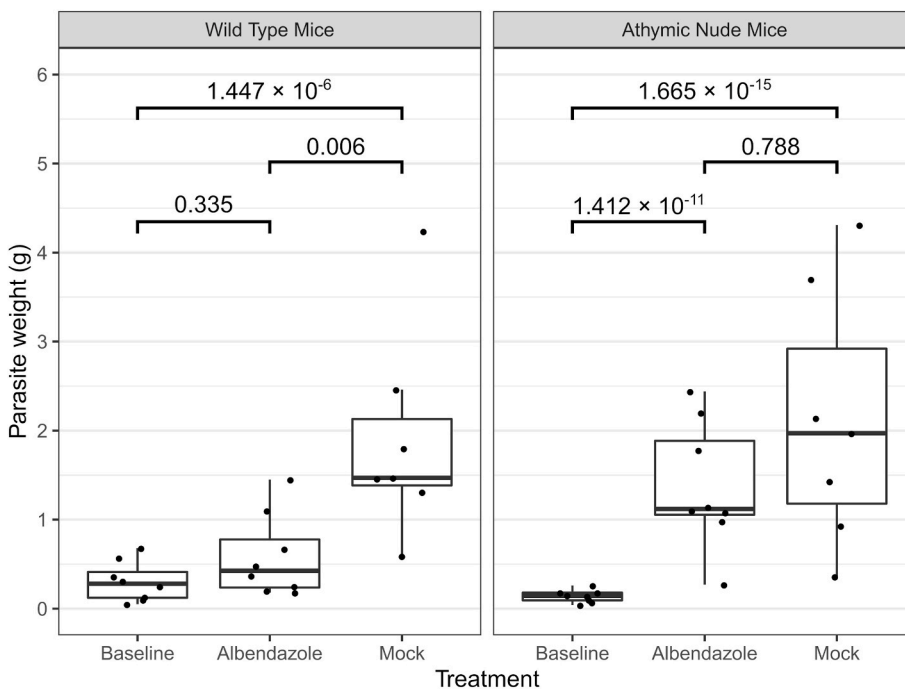 Wild Type Mice
Athymic Nude Mice
6
5
4
3
2
1
0
Parasite weight (g)
1.447 × 10⁻⁶
0.006
0.335
1.665 × 10⁻¹⁵
0.788
1.412 × 10⁻¹¹
Baseline Albendazole Mock
Baseline Albendazole Mock
Treatment